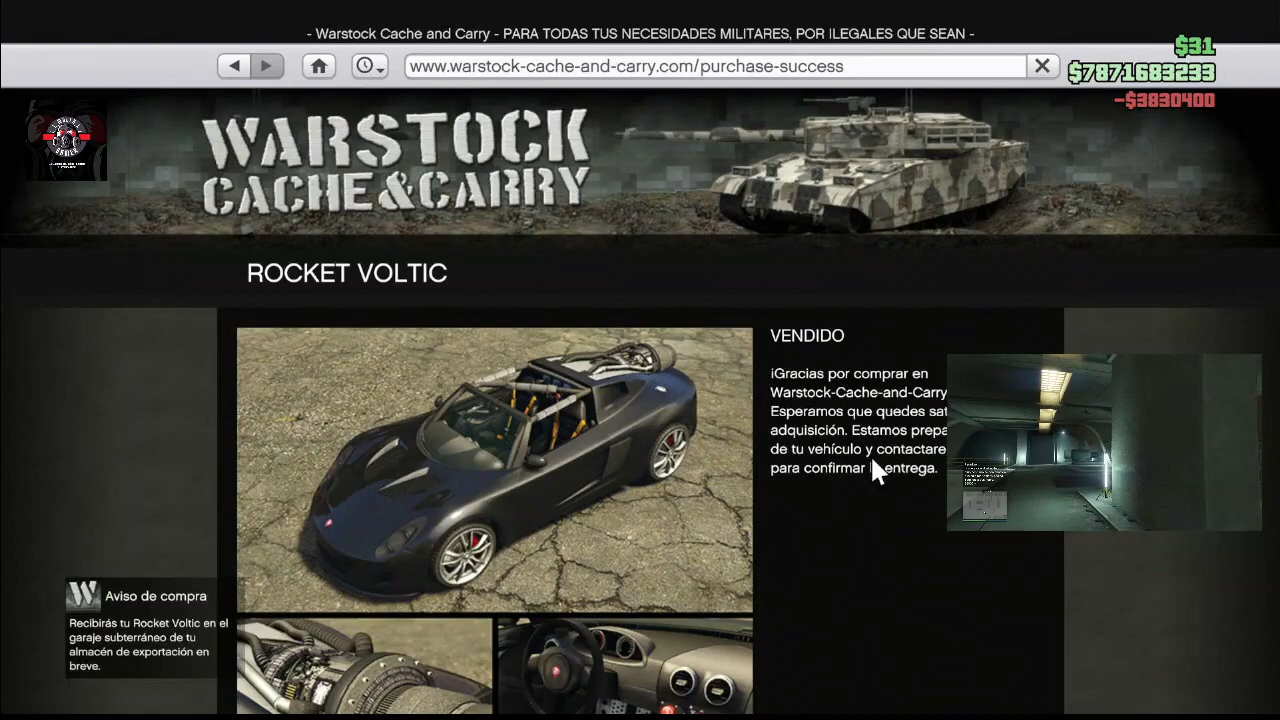 - Warstock Cache and Carry - PARA TODAS TUS NECESIDADES MILITARES, POR ILEGALES QUE SEAN -
$31
www.warstock-cache-and-carry.com/purchase-success
$7871683233
-$3830400
WARSTOCK
CACHE&CARRY
ROCKET VOLTIC
VENDIDO
¡Gracias por comprar en
Warstock-Cache-and-Carry
Esperamos que quedes sat
adquisición. Estamos prepa
de tu vehículo y contactare
para confirmar la entrega.
Aviso de compra
Recibirás tu Rocket Voltic en el
garaje subterráneo de tu
almacén de exportación en
breve.